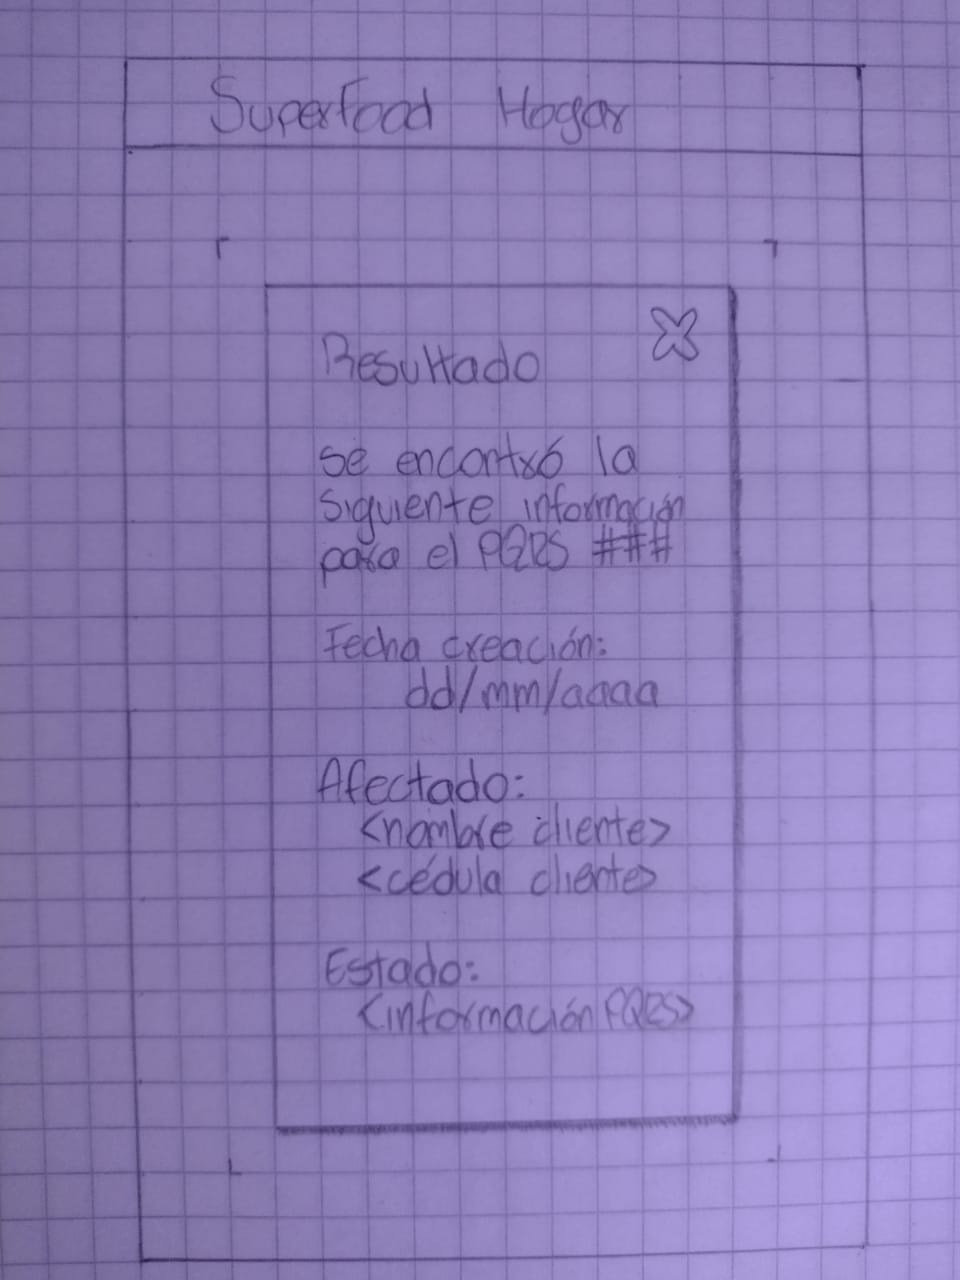 Superfood Hogar
Resultado
se encontró la
siguiente información
para el PQRS ###
Fecha creación:
dd/mm/aaaa
Afectado:
<nombre cliente>
<cédula cliente>
Estado:
<información PQRS>